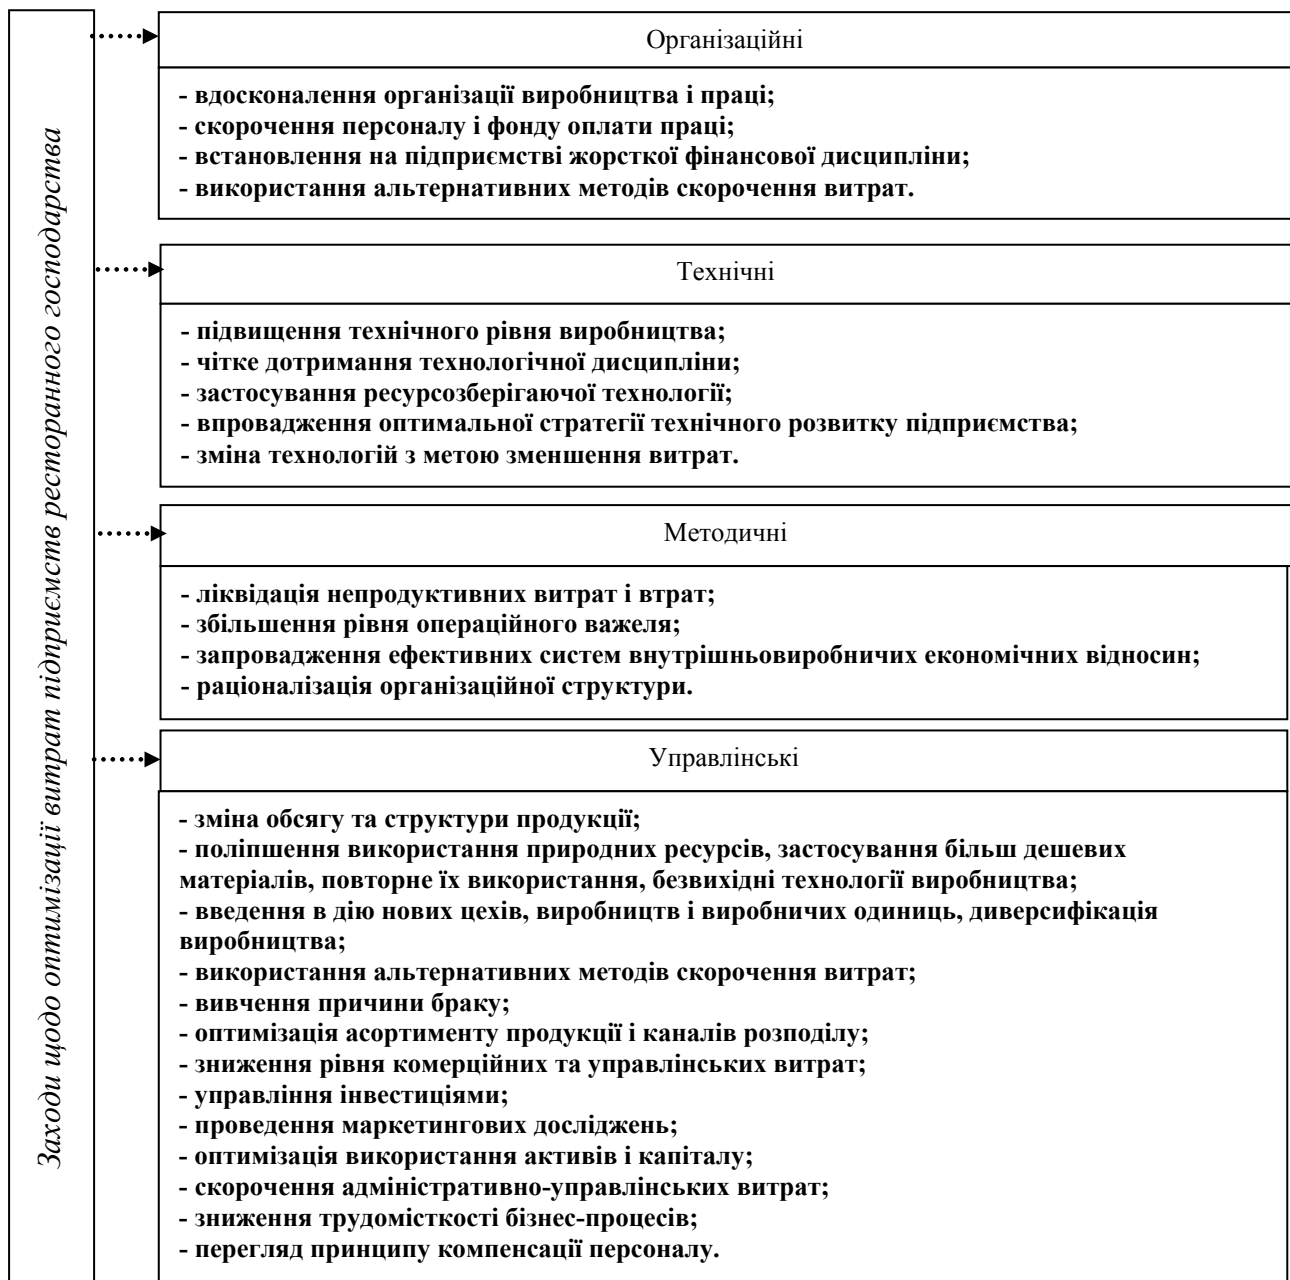 Заходи щодо оптимізації витрат підприємств ресторанного господарства
Організаційні
- вдосконалення організації виробництва і праці;
- скорочення персоналу і фонду оплати праці;
- встановлення на підприємстві жорсткої фінансової дисципліни;
- використання альтернативних методів скорочення витрат.
Технічні
- підвищення технічного рівня виробництва;
- чітке дотримання технологічної дисципліни;
- застосування ресурсозберігаючої технології;
- впровадження оптимальної стратегії технічного розвитку підприємства;
- зміна технологій з метою зменшення витрат.
Методичні
- ліквідація непродуктивних витрат і втрат;
- збільшення рівня операційного важеля;
- запровадження ефективних систем внутрішньовиробничих економічних відносин;
- раціоналізація організаційної структури.
Управлінські
- зміна обсягу та структури продукції;
- поліпшення використання природних ресурсів, застосування більш дешевих
матеріалів, повторне їх використання, безвихідні технології виробництва;
- введення в дію нових цехів, виробництв і виробничих одиниць, диверсифікація
виробництва;
- використання альтернативних методів скорочення витрат;
- вивчення причини браку;
- оптимізація асортименту продукції і каналів розподілу;
- зниження рівня комерційних та управлінських витрат;
- управління інвестиціями;
- проведення маркетингових досліджень;
- оптимізація використання активів і капіталу;
- скорочення адміністративно-управлінських витрат;
- зниження трудомісткості бізнес-процесів;
- перегляд принципу компенсації персоналу.